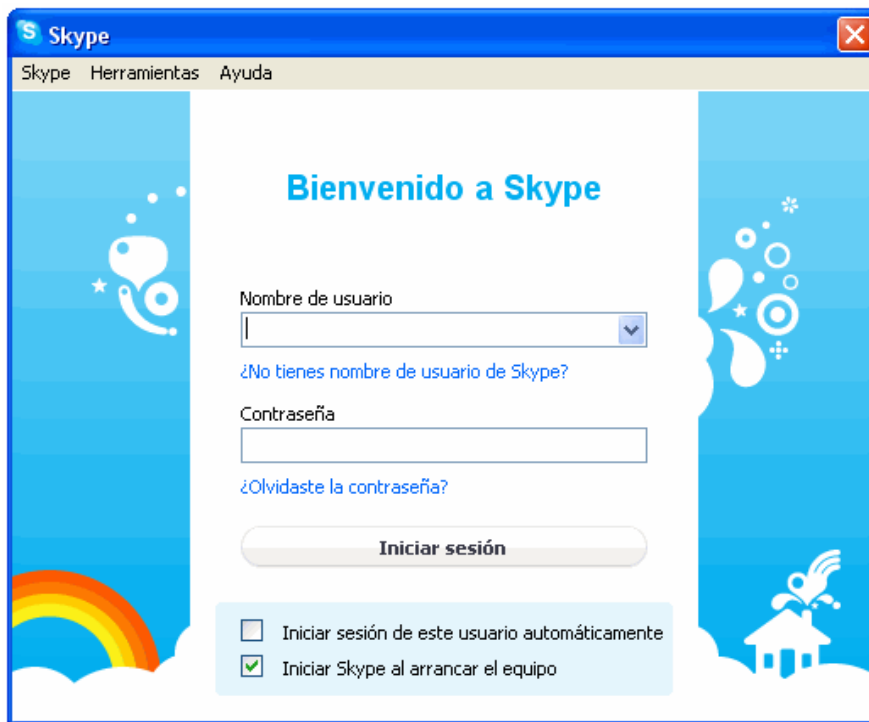 Skype
Skype Herramientas Ayuda
Bienvenido a Skype
Nombre de usuario
¿No tienes nombre de usuario de Skype?
Contraseña
¿Olvidaste la contraseña?
Iniciar sesión
Iniciar sesión de este usuario automáticamente
Iniciar Skype al arrancar el equipo